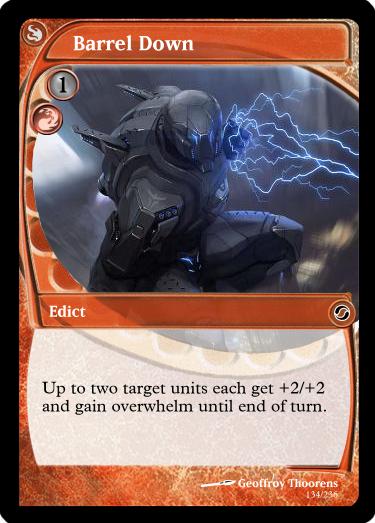 Barrel Down
1
Edict
Up to two target units each get +2/+2
and gain overwhelm until end of turn.
Geoffroy Thoorens
134/236